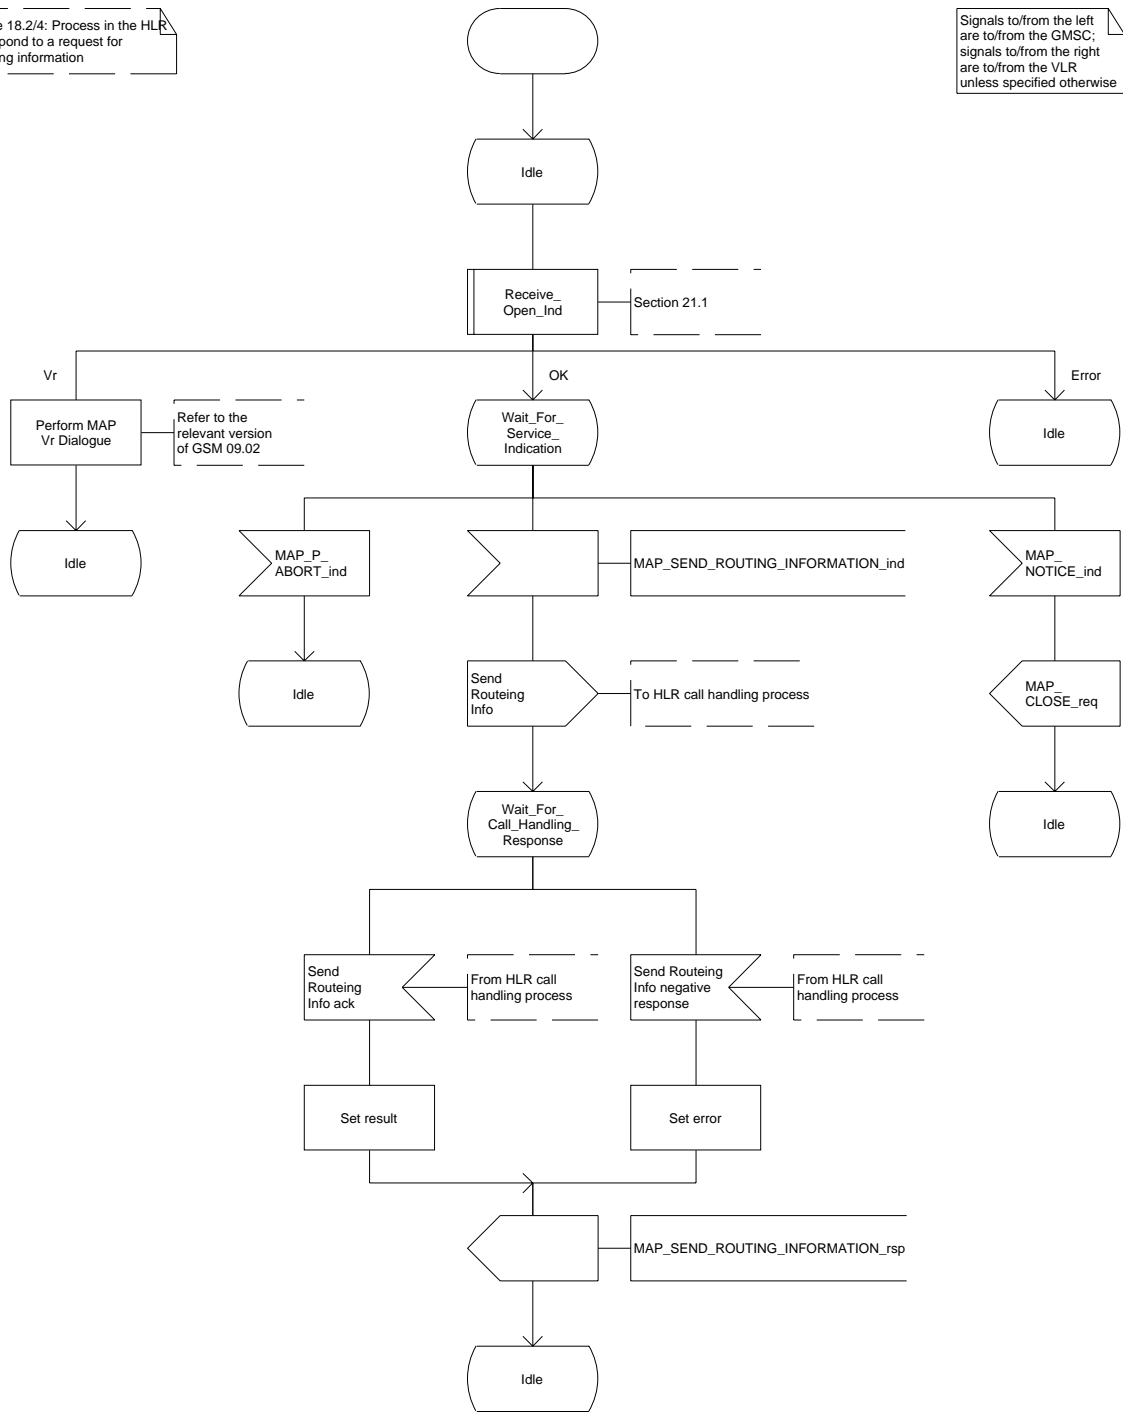 18.2/4: Process in the HLR
pond to a request for
ng information
Signals to/from the left
are to/from the GMSC;
signals to/from the right
are to/from the VLR
unless specified otherwise
Idle
Receive_
Open_Ind
Section 21.1
Vr
OK
Error
Perform MAP
Vr Dialogue
Refer to the
relevant version
of GSM 09.02
Wait_For_
Service_
Indication
Idle
Idle
MAP_P_
ABORT_ind
MAP_SEND_ROUTING_INFORMATION_ind
MAP_
NOTICE_ind
Idle
Send
Routeing
Info
To HLR call handling process
MAP_
CLOSE_req
Wait_For_
Call_Handling_
Response
Idle
Send
Routeing
Info ack
From HLR call
handling process
Send Routeing
Info negative
response
From HLR call
handling process
Set result
Set error
MAP_SEND_ROUTING_INFORMATION_rsp
Idle